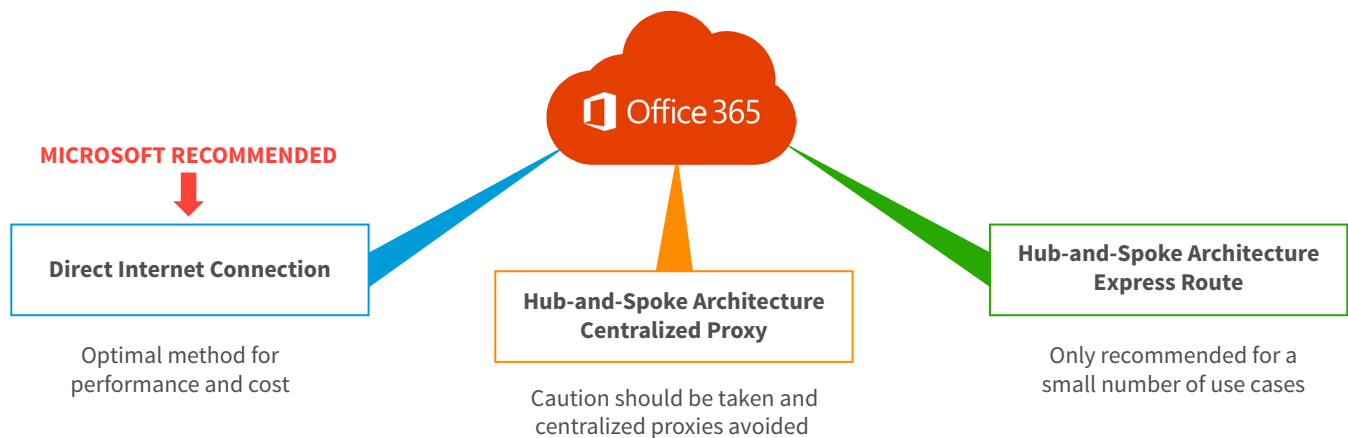 Office 365
MICROSOFT RECOMMENDED
Direct Internet Connection
Optimal method for
performance and cost
Hub-and-Spoke Architecture
Centralized Proxy
Caution should be taken and
centralized proxies avoided
Hub-and-Spoke Architecture
Express Route
Only recommended for a
small number of use cases